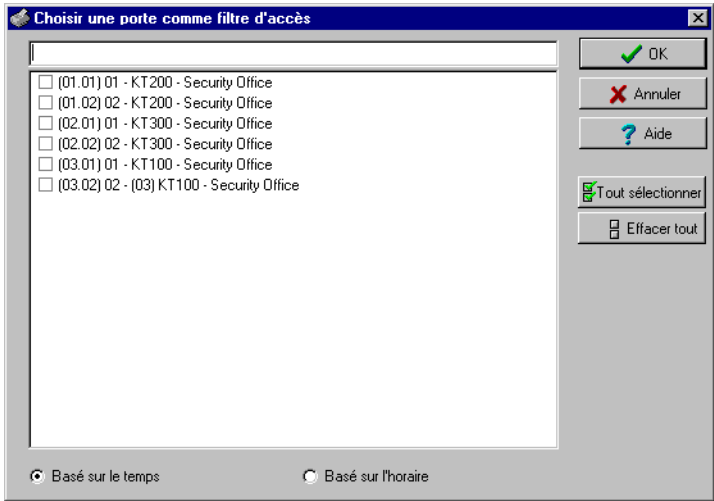 Choisir une porte comme filtre d'accès
OK
(01.01) 01 - KT200 - Security Office
(01.02) 02 - KT200 - Security Office
(02.01) 01 - KT300 - Security Office
(02.02) 02 - KT300 - Security Office
(03.01) 01 - KT100 - Security Office
(03.02) 02 - (03) KT100 - Security Office
Annuler
Aide
Tout sélectionner
Effacer tout
Basé sur le temps
Basé sur l'horaire